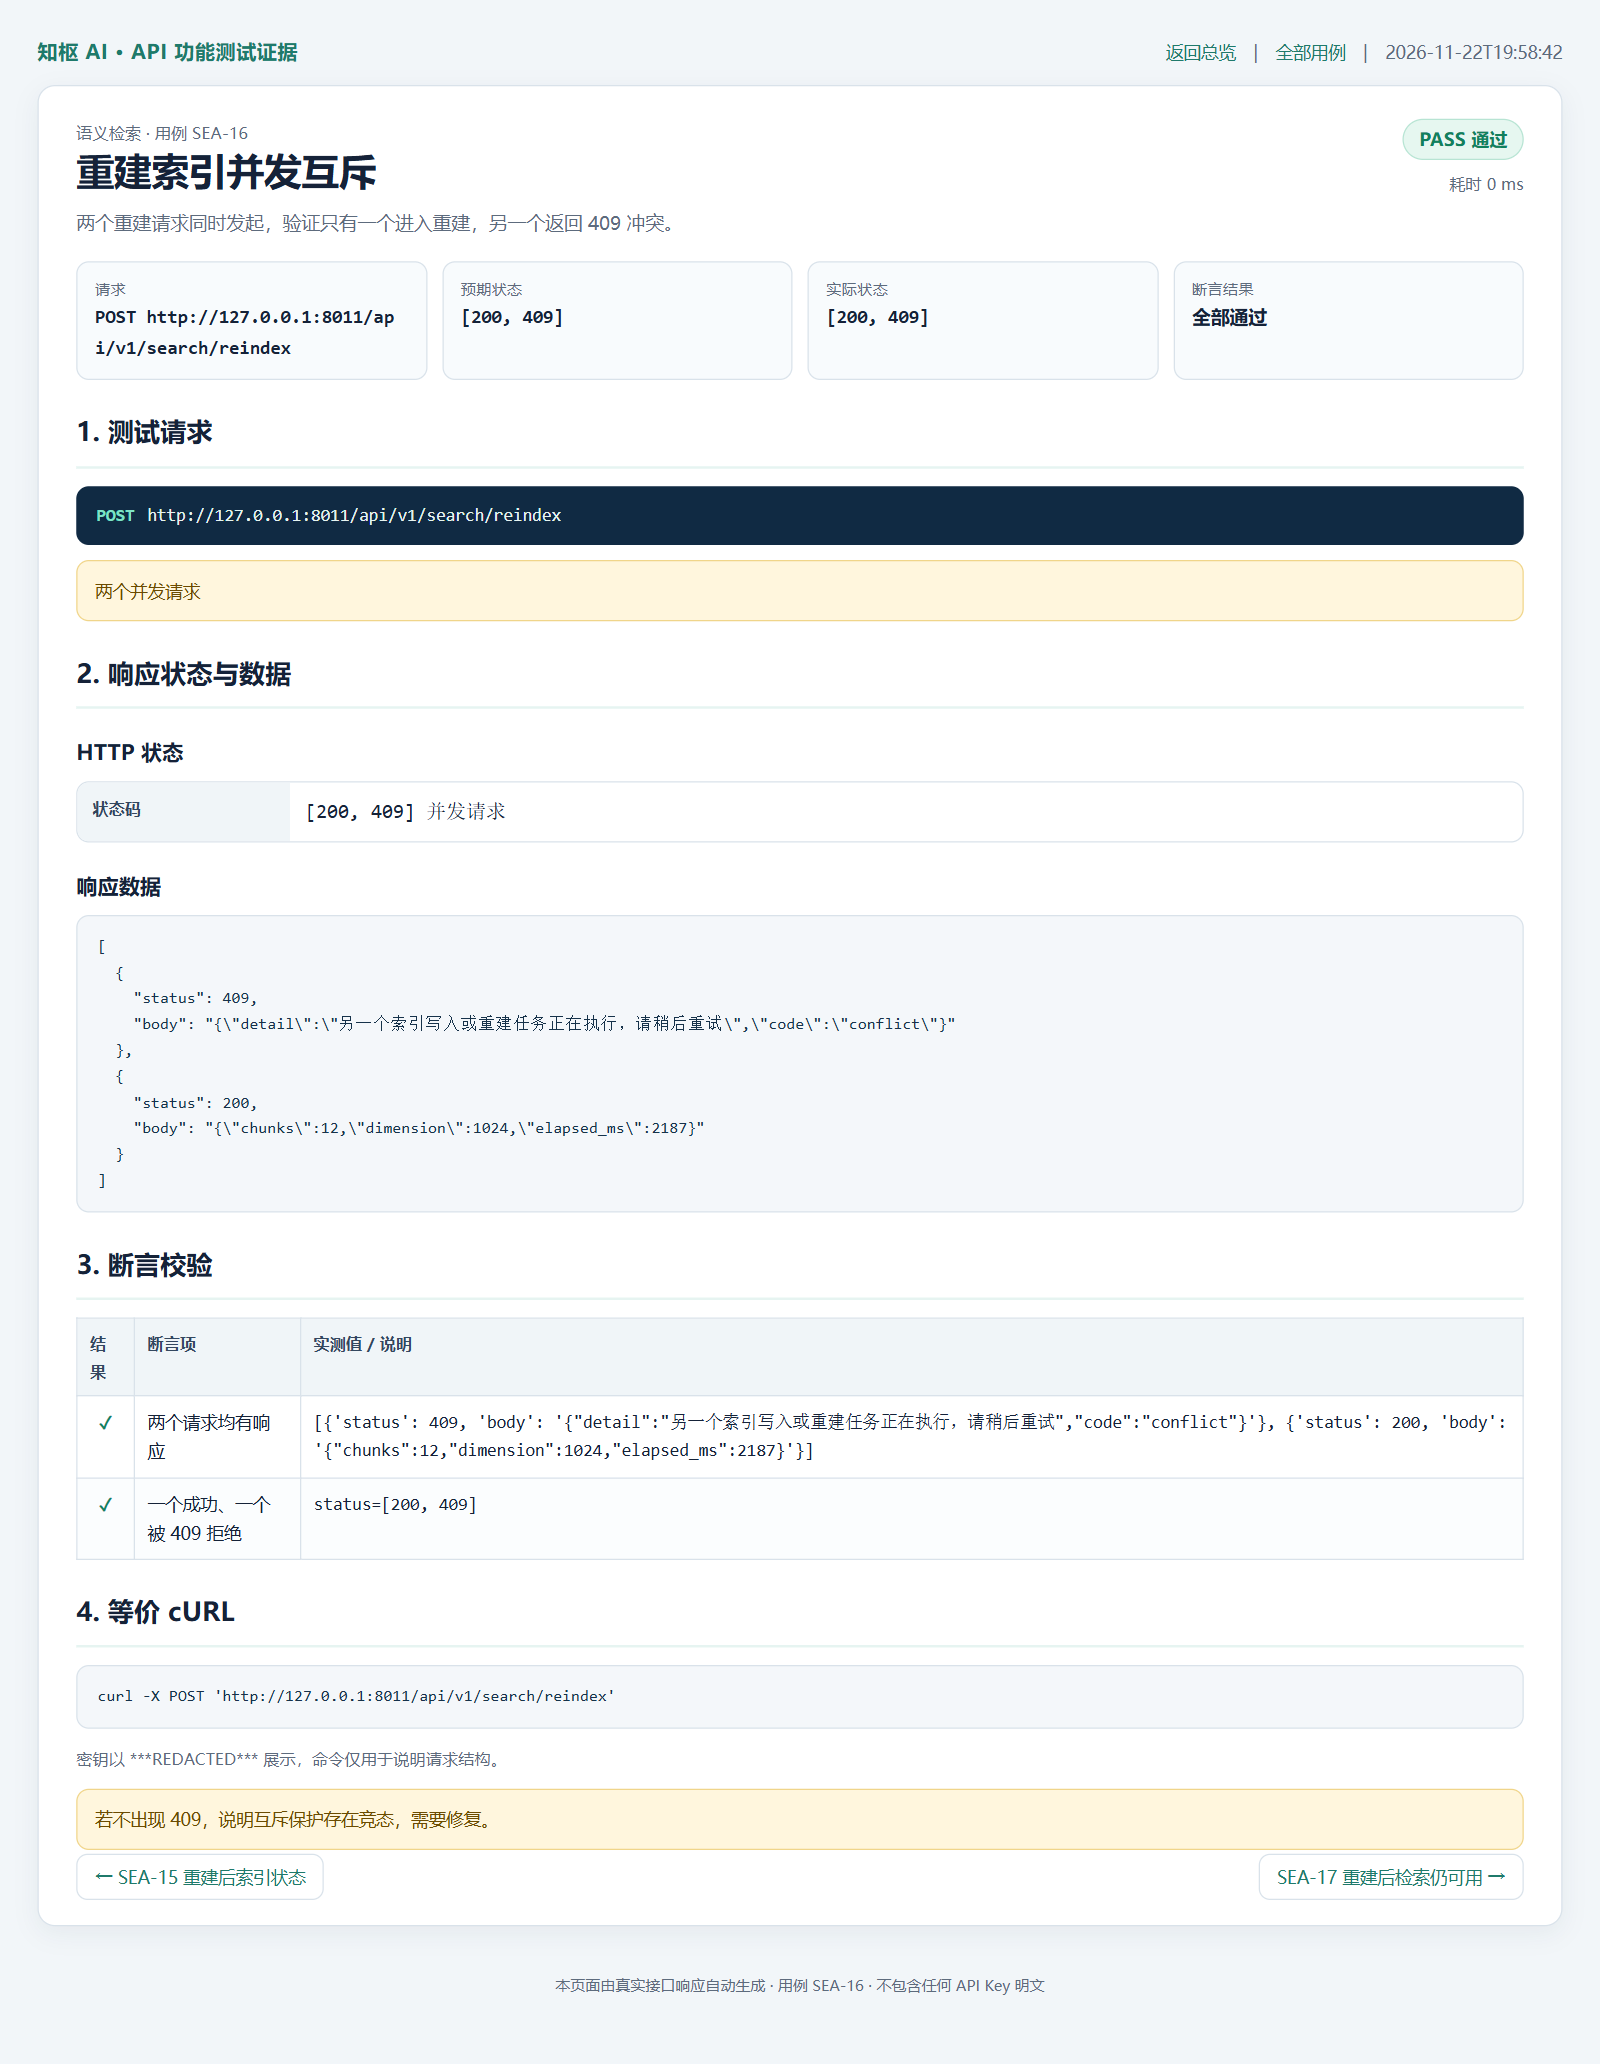 知枢 AI · API 功能测试证据
返回总览 | 全部用例 | 2026-11-22T19:58:42
语义检索 · 用例 SEA-16
重建索引并发互斥
PASS 通过
耗时 0 ms
两个重建请求同时发起，验证只有一个进入重建，另一个返回 409 冲突。
请求
POST http://127.0.0.1:8011/ap
i/v1/search/reindex
预期状态
[200, 409]
实际状态
[200, 409]
断言结果
全部通过
1. 测试请求
POST http://127.0.0.1:8011/api/v1/search/reindex
两个并发请求
2. 响应状态与数据
HTTP 状态
状态码
[200, 409] 并发请求
响应数据
[
  {
    "status": 409,
    "body": "{\"detail\":\"另一个索引写入或重建任务正在执行，请稍后重试\",\"code\":\"conflict\"}"
  },
  {
    "status": 200,
    "body": "{\"chunks\":12,\"dimension\":1024,\"elapsed_ms\":2187}"
  }
]
3. 断言校验
结
果
断言项
实测值 / 说明
✓
两个请求均有响
应
[{'status': 409, 'body': '{"detail":"另一个索引写入或重建任务正在执行，请稍后重试","code":"conflict"}'}, {'status': 200, 'body':
'{"chunks":12,"dimension":1024,"elapsed_ms":2187}'}]
✓
一个成功、一个
被 409 拒绝
status=[200, 409]
4. 等价 cURL
curl -X POST 'http://127.0.0.1:8011/api/v1/search/reindex'
密钥以 ***REDACTED*** 展示，命令仅用于说明请求结构。
若不出现 409，说明互斥保护存在竞态，需要修复。
← SEA-15 重建后索引状态
SEA-17 重建后检索仍可用 →
本页面由真实接口响应自动生成 · 用例 SEA-16 · 不包含任何 API Key 明文